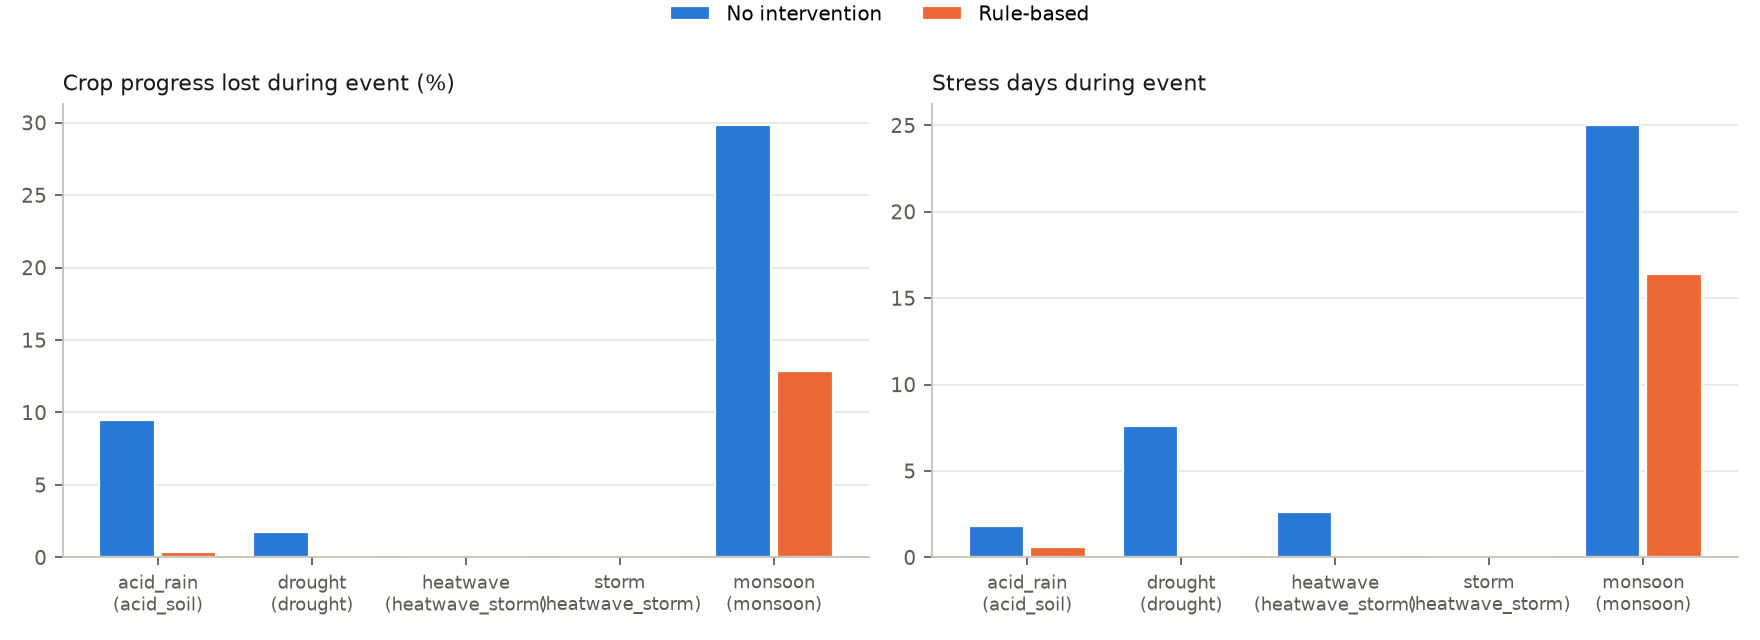 No intervention Rule-based
Crop progress lost during event (%)
30
25
20
15
10
5
0
acid_rain drought heatwave storm monsoon
(acid_soil) (drought) (heatwave_storm) (heatwave_storm) (monsoon)
Stress days during event
25
20
15
10
5
0
acid_rain drought heatwave storm monsoon
(acid_soil) (drought) (heatwave_storm) (heatwave_storm) (monsoon)